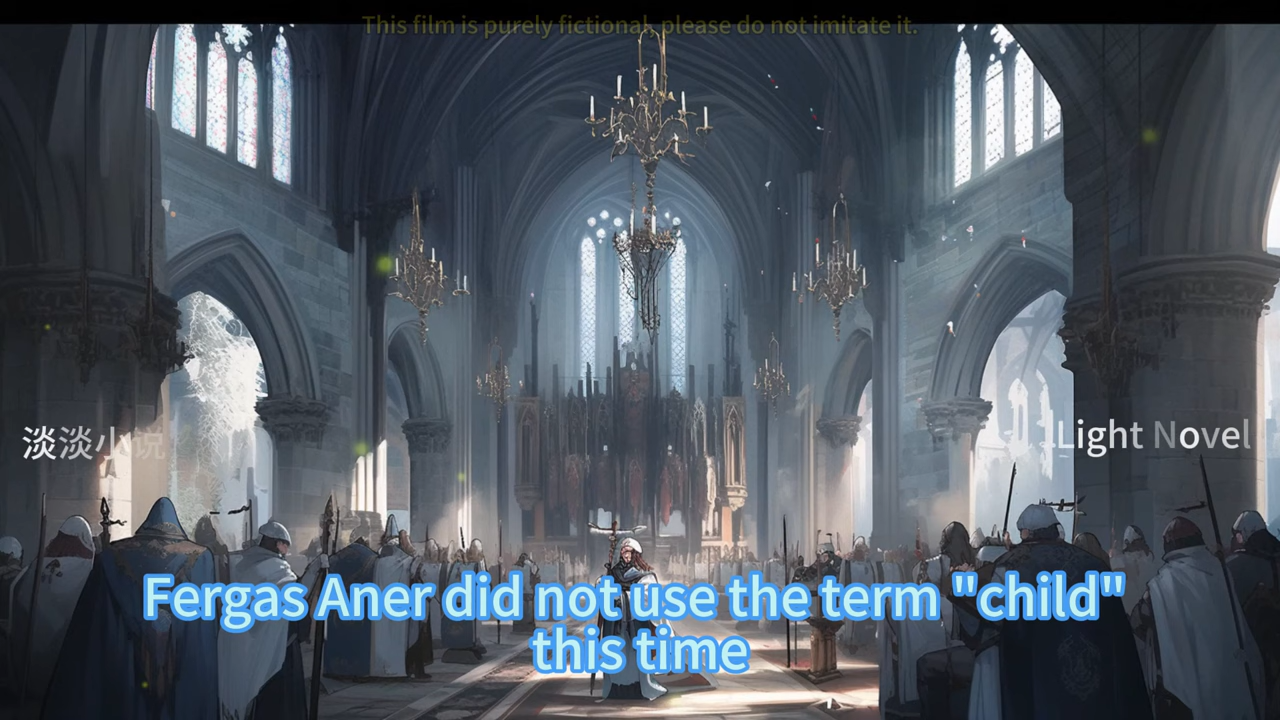 This film is purely fictional, please do not imitate it.
淡淡小说
Light Novel
Fergas Aner did not use the term "child"
this time